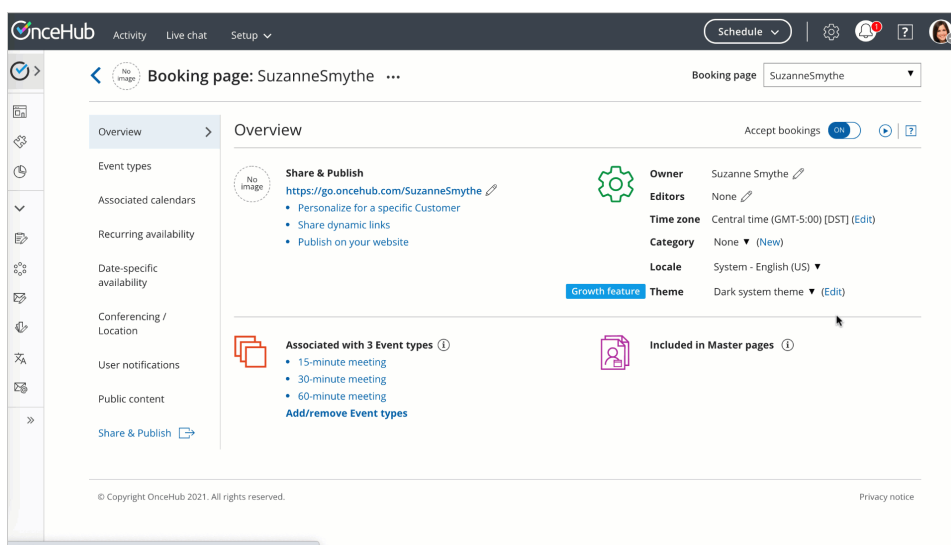 OnceHub Activity Live chat Setup Schedule 1 ?
No image Booking page: SuzanneSmythe ••• Booking page SuzanneSmythe
Overview
Event types
Associated calendars
Recurring availability
Date-specific
availability
Conferencing /
Location
User notifications
Public content
Share & Publish
Overview Accept bookings ON ?
No image
Share & Publish
https://go.oncehub.com/SuzanneSmythe
• Personalize for a specific Customer
• Share dynamic links
• Publish on your website
Owner Suzanne Smythe
Editors None
Time zone Central time (GMT-5:00) [DST] (Edit)
Category None (New)
Locale System - English (US)
Growth feature Theme Dark system theme (Edit)
Associated with 3 Event types i
• 15-minute meeting
• 30-minute meeting
• 60-minute meeting
Add/remove Event types
Included in Master pages i
© Copyright OnceHub 2021. All rights reserved. Privacy notice